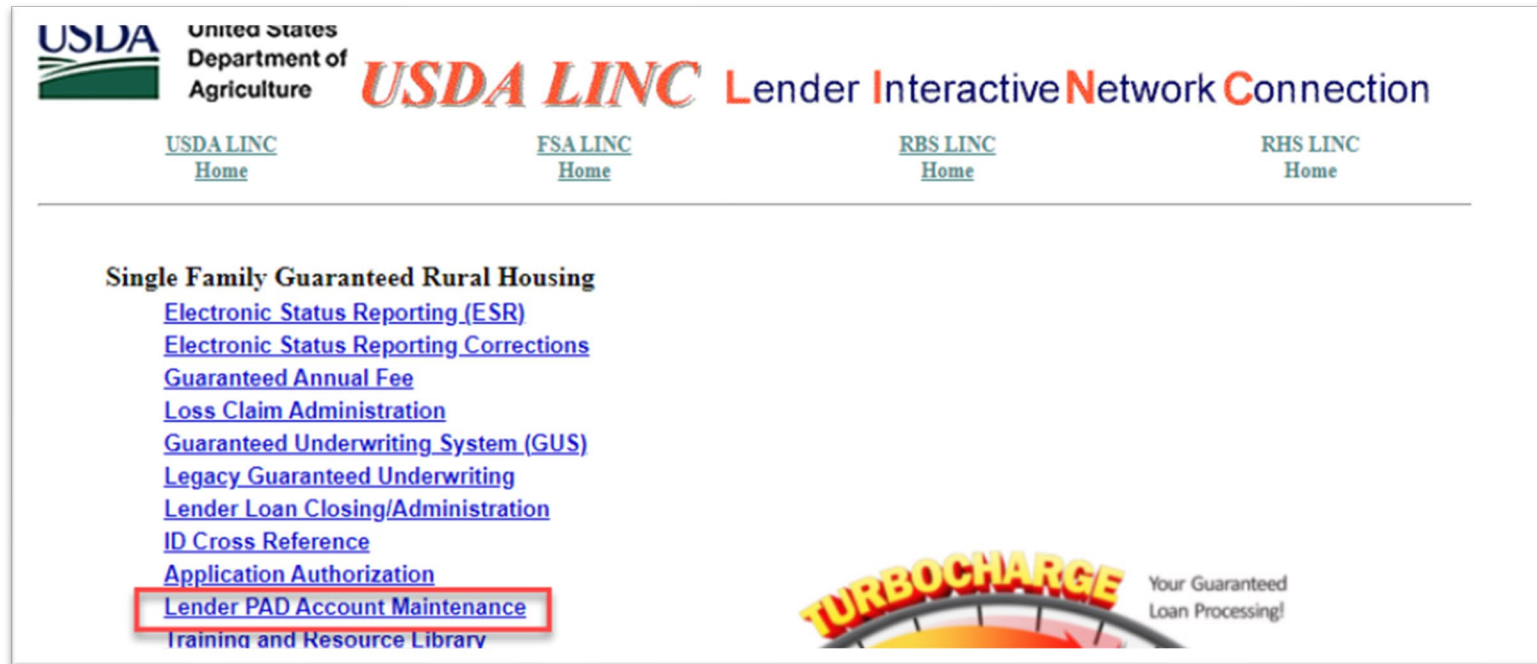 USDA
United States
Department of
Agriculture
USDA LINC Lender Interactive Network Connection
USDA LINC
Home
FSA LINC
Home
RBS LINC
Home
RHS LINC
Home
Single Family Guaranteed Rural Housing
Electronic Status Reporting (ESR)
Electronic Status Reporting Corrections
Guaranteed Annual Fee
Loss Claim Administration
Guaranteed Underwriting System (GUS)
Legacy Guaranteed Underwriting
Lender Loan Closing/Administration
ID Cross Reference
Application Authorization
Lender PAD Account Maintenance
Training and Resource Library
TURBOCHARGE
Your Guaranteed
Loan Processing!